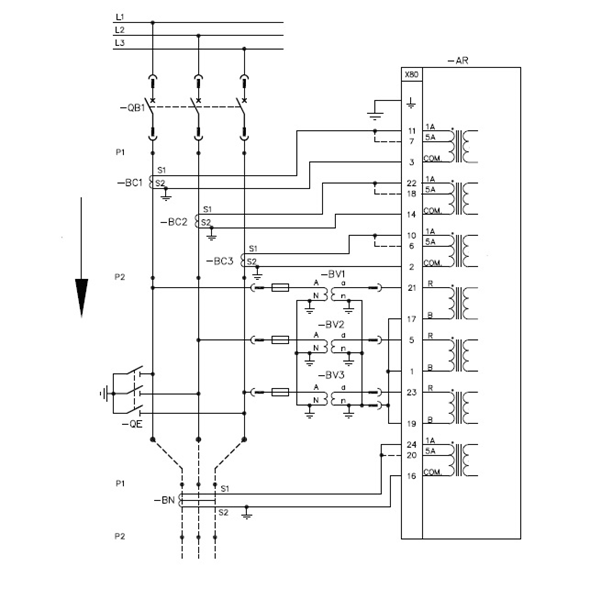 L1
L2
L3
-AR
X80
-QB1
11 1A
7 5A
3 COM.
P1
S1
-BC1 S2
22 1A
18 5A
14 COM.
S1
-BC2 S2
10 1A
6 5A
2 COM.
S1
-BC3 S2
P2
-BV1
A a
N n
21 R
17 B
-BV2
A a
N n
5 R
1 B
-BV3
A a
N n
23 R
19 B
-QE
24 1A
20 5A
16 COM.
P1
S1
-BN
S2
P2